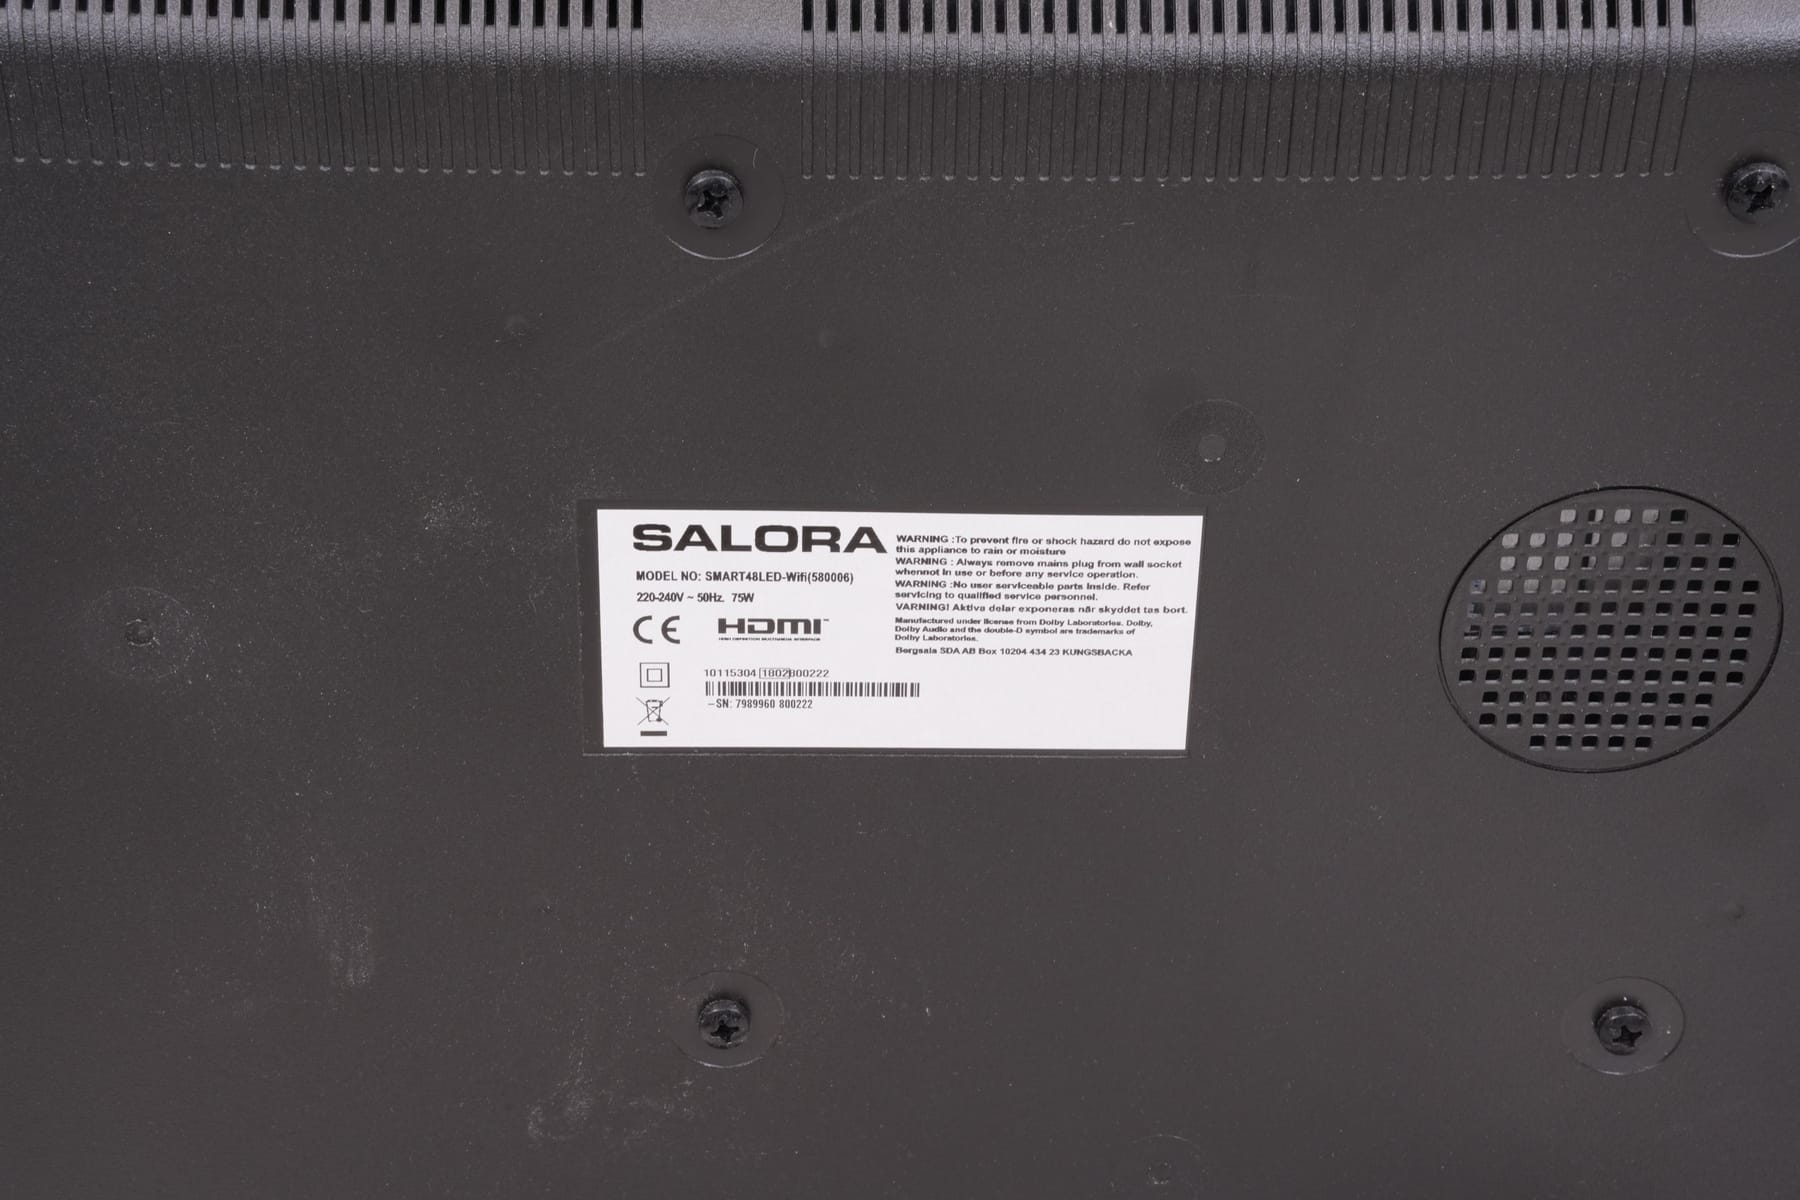 SALORA
MODEL NO: SMART48LED-Wifi(580006)
220-240V ~ 50Hz. 75W
CE HDMI™
HIGH DEFINITION MULTIMEDIA INTERFACE
10115304 1802 800222
–SN: 7989960 800222
WARNING :To prevent fire or shock hazard do not expose
this appliance to rain or moisture
WARNING : Always remove mains plug from wall socket
whennot in use or before any service operation.
WARNING :No user serviceable parts inside. Refer
servicing to qualified service personnel.
VARNING! Aktiva delar exponeras när skyddet tas bort.
Manufactured under license from Dolby Laboratories. Dolby,
Dolby Audio and the double-D symbol are trademarks of
Dolby Laboratories.
Bergsala SDA AB Box 10204 434 23 KUNGSBACKA